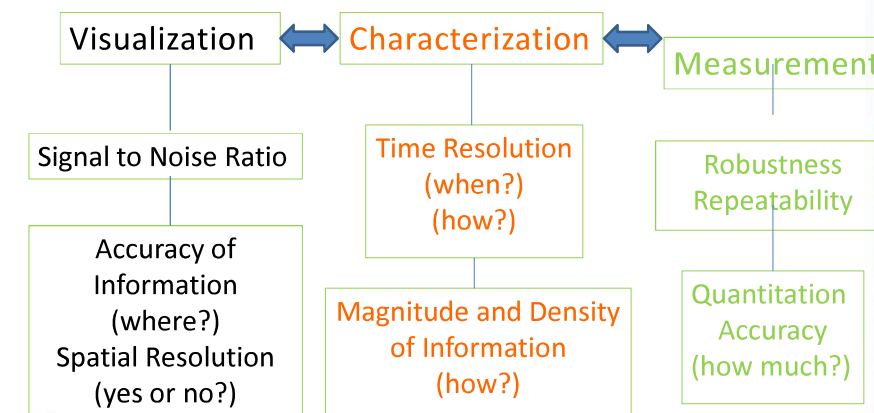 Visualization
Characterization
Measurement
Signal to Noise Ratio
Time Resolution
(when?)
(how?)
Robustness
Repeatability
Accuracy of
Information
(where?)
Spatial Resolution
(yes or no?)
Magnitude and Density
of Information
(how?)
Quantitation
Accuracy
(how much?)